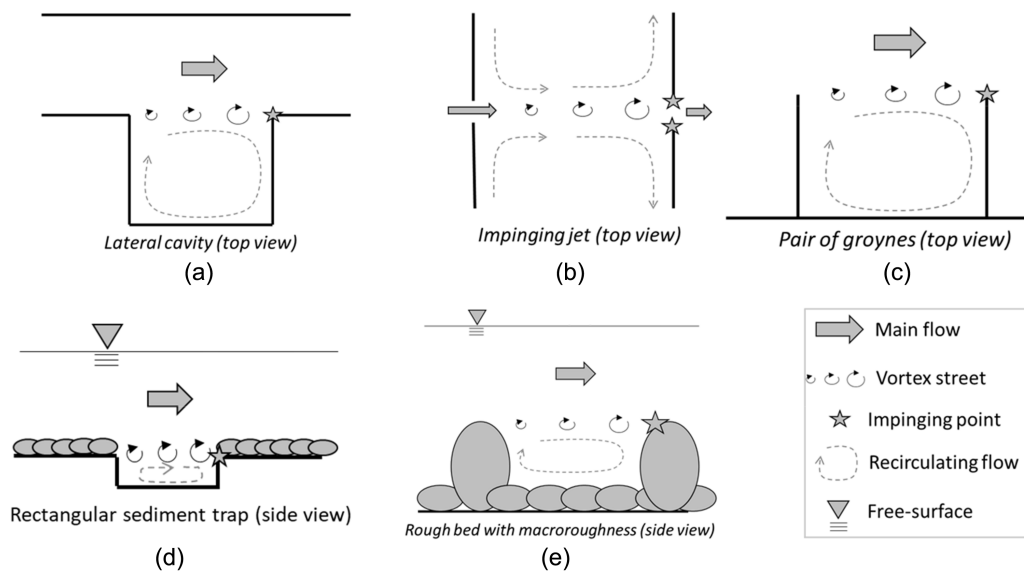 Lateral cavity (top view)
(a)
Impinging jet (top view)
(b)
Pair of groynes (top view)
(c)
Rectangular sediment trap (side view)
(d)
Rough bed with macroroughness (side view)
(e)
Main flow
Vortex street
Impinging point
Recirculating flow
Free-surface